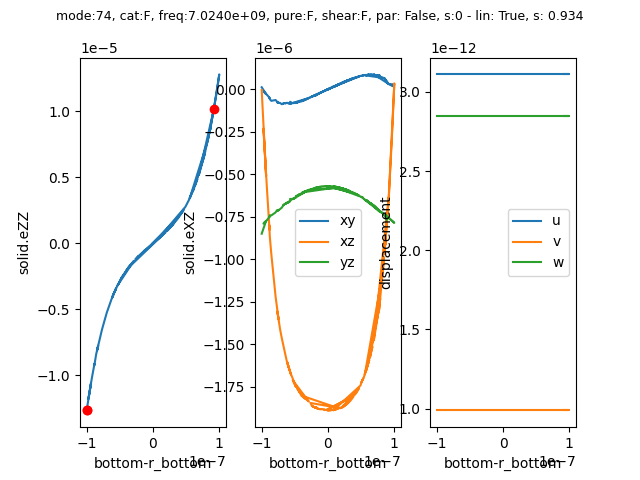 mode:74, cat:F, freq:7.0240e+09, pure:F, shear:F, par: False, s:0 - lin: True, s: 0.934
1e−5
1e−6
1e−12
solid.eZZ
1.0
0.5
0.0
−0.5
−1.0
−1
0
1
1e−7
bottom-r_bottom
solid.eXZ
0.00
−0.25
−0.50
−0.75
−1.00
−1.25
−1.50
−1.75
xy
xz
yz
−1
0
1
1e−7
bottom-r_bottom
displacement
3.0
2.5
2.0
1.5
1.0
u
v
w
−1
0
1
1e−7
bottom-r_bottom